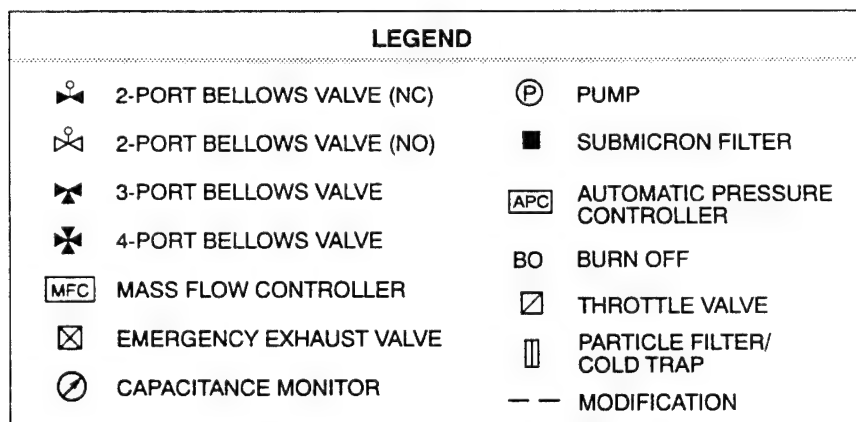 LEGEND
2-PORT BELLOWS VALVE (NC)
2-PORT BELLOWS VALVE (NO)
3-PORT BELLOWS VALVE
4-PORT BELLOWS VALVE
MFC MASS FLOW CONTROLLER
EMERGENCY EXHAUST VALVE
CAPACITANCE MONITOR
P PUMP
SUBMICRON FILTER
APC AUTOMATIC PRESSURE
CONTROLLER
BO BURN OFF
THROTTLE VALVE
PARTICLE FILTER/
COLD TRAP
MODIFICATION